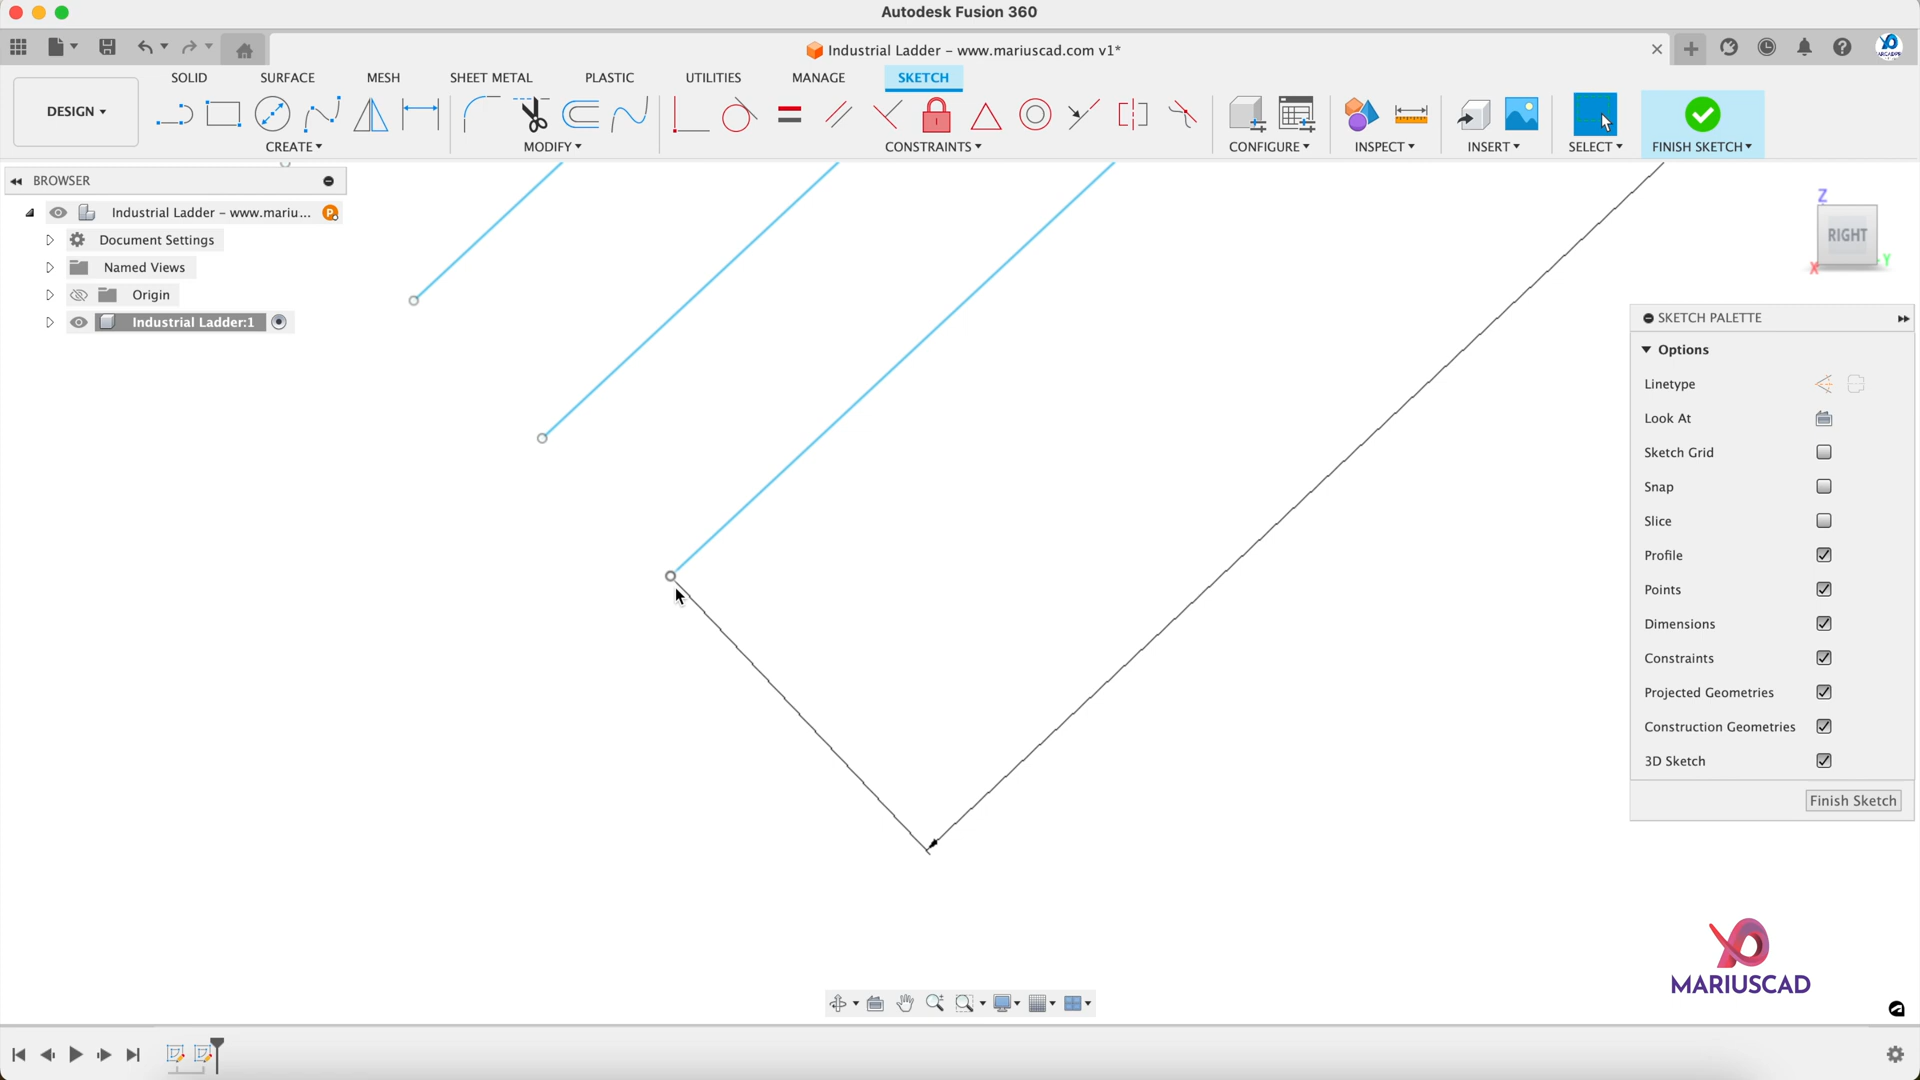 Autodesk Fusion 360
Industrial Ladder – www.mariuscad.com v1*
SOLID SURFACE MESH SHEET METAL PLASTIC UTILITIES MANAGE SKETCH
DESIGN
CREATE MODIFY CONSTRAINTS CONFIGURE INSPECT INSERT SELECT FINISH SKETCH
BROWSER
Industrial Ladder – www.mariu...
P
Document Settings
Named Views
Origin
Industrial Ladder:1
Z
RIGHT
X
Y
SKETCH PALETTE
Options
Linetype
Look At
Sketch Grid
Snap
Slice
Profile
Points
Dimensions
Constraints
Projected Geometries
Construction Geometries
3D Sketch
Finish Sketch
MARIUSCAD